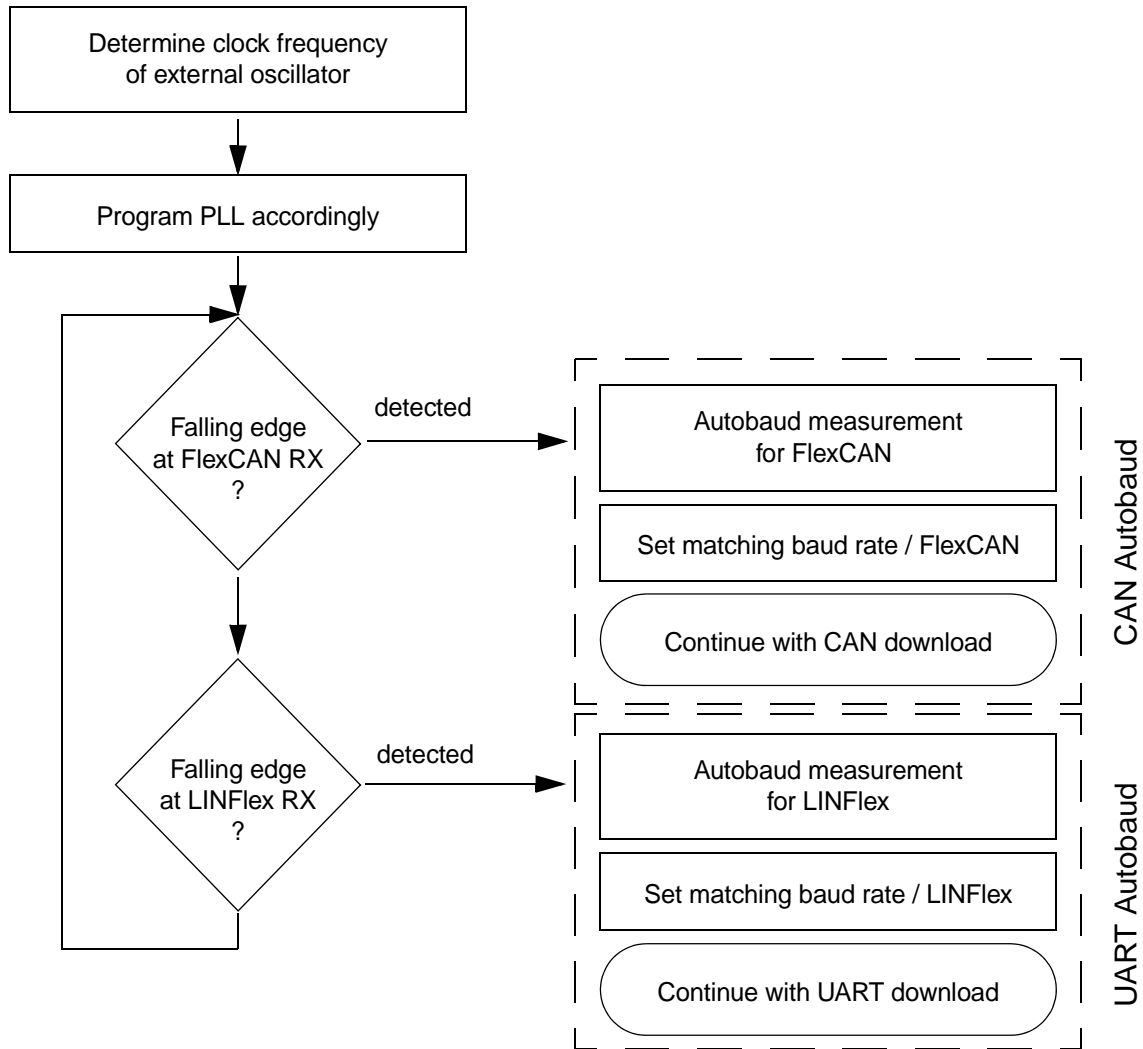 Determine clock frequency
of external oscillator
Program PLL accordingly
Falling edge
at FlexCAN RX
?
detected
Autobaud measurement
for FlexCAN
Set matching baud rate / FlexCAN
Continue with CAN download
CAN Autobaud
Falling edge
at LINFlex RX
?
detected
Autobaud measurement
for LINFlex
Set matching baud rate / LINFlex
Continue with UART download
UART Autobaud